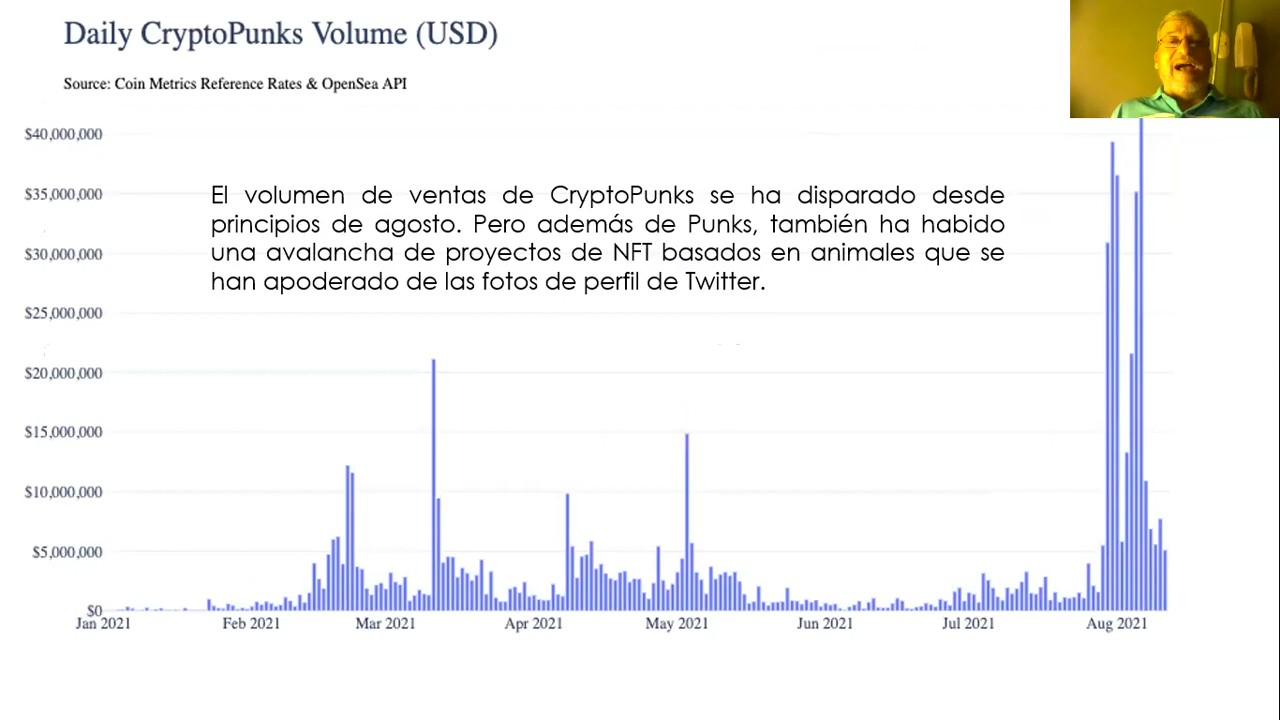 Daily CryptoPunks Volume (USD)
Source: Coin Metrics Reference Rates & OpenSea API
$40,000,000
$35,000,000
$30,000,000
$25,000,000
$20,000,000
$15,000,000
$10,000,000
$5,000,000
$0
El volumen de ventas de CryptoPunks se ha disparado desde
principios de agosto. Pero además de Punks, también ha habido
una avalancha de proyectos de NFT basados en animales que se
han apoderado de las fotos de perfil de Twitter.
Jan 2021 Feb 2021 Mar 2021 Apr 2021 May 2021 Jun 2021 Jul 2021 Aug 2021